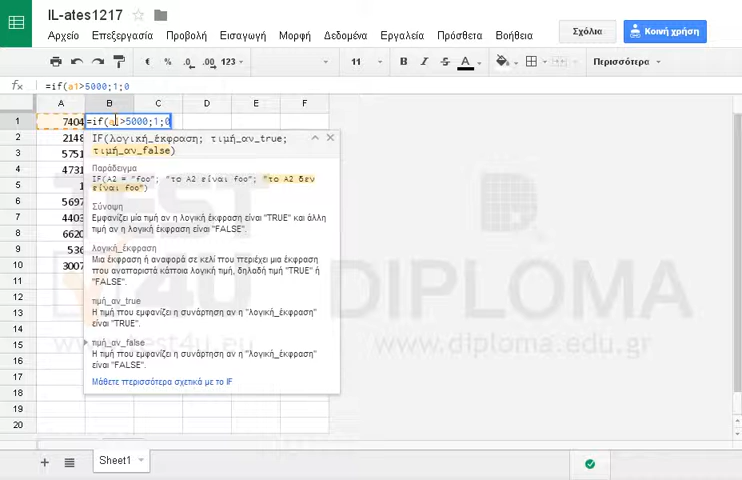 IL-ates1217
Αρχείο Επεξεργασία Προβολή Εισαγωγή Μορφή Δεδομένα Εργαλεία Πρόσθετα Βοήθεια
Σχόλια
Κοινή χρήση
€ % .0 .00 123 11 B I S A Περισσότερα
fx =if(a1>5000;1;0
A B C D E F
1 7404 =if(a1>5000;1;0
IF(λογική_έκφραση; τιμή_αν_true;
τιμή_αν_false)
Παράδειγμα
IF(A2 = "foo"; "το A2 είναι foo"; "το A2 δεν
είναι foo")
Σύνοψη
Εμφανίζει μία τιμή αν η λογική έκφραση είναι "TRUE" και άλλη
τιμή αν η λογική έκφραση είναι "FALSE".
λογική_έκφραση
Μια έκφραση ή αναφορά σε κελί που περιέχει μια έκφραση
που αναπαριστά κάποια λογική τιμή, δηλαδή τιμή "TRUE" ή
"FALSE".
τιμή_αν_true
Η τιμή που εμφανίζει η συνάρτηση αν η "λογική_έκφραση"
είναι "TRUE".
τιμή_αν_false
Η τιμή που εμφανίζει η συνάρτηση αν η "λογική_έκφραση"
είναι "FALSE".
Μάθετε περισσότερα σχετικά με το IF
2 2148
3 5751
4 4731
5 1
6 5697
7 4403
8 6620
9 536
10 3007
11
12
13
14
15
16
17
18
19
20
TEST
4U
DIPLOMA
www.test4u.eu
www.diploma.edu.gr
Sheet1